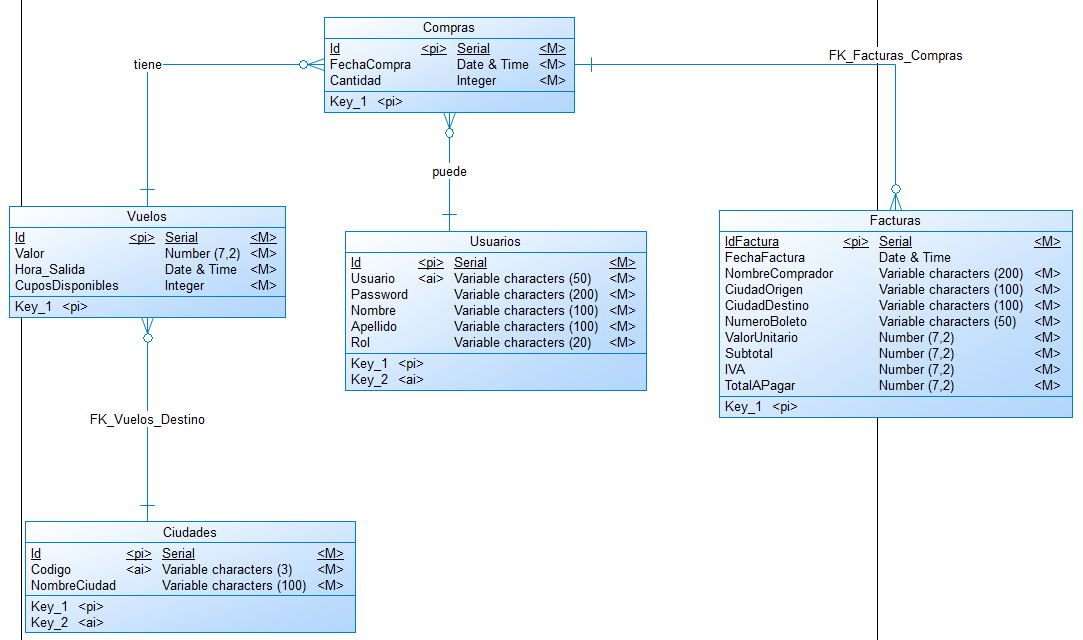 Compras
Id <pi> Serial <M>
FechaCompra Date & Time <M>
Cantidad Integer <M>
Key_1 <pi>
tiene
FK_Facturas_Compras
puede
Vuelos
Id <pi> Serial <M>
Valor Number (7,2) <M>
Hora_Salida Date & Time <M>
CuposDisponibles Integer <M>
Key_1 <pi>
Usuarios
Id <pi> Serial <M>
Usuario <ai> Variable characters (50) <M>
Password Variable characters (200) <M>
Nombre Variable characters (100) <M>
Apellido Variable characters (100) <M>
Rol Variable characters (20) <M>
Key_1 <pi>
Key_2 <ai>
Facturas
IdFactura <pi> Serial <M>
FechaFactura Date & Time
NombreComprador Variable characters (200) <M>
CiudadOrigen Variable characters (100) <M>
CiudadDestino Variable characters (100) <M>
NumeroBoleto Variable characters (50) <M>
ValorUnitario Number (7,2) <M>
Subtotal Number (7,2) <M>
IVA Number (7,2) <M>
TotalAPagar Number (7,2) <M>
Key_1 <pi>
FK_Vuelos_Destino
Ciudades
Id <pi> Serial <M>
Codigo <ai> Variable characters (3) <M>
NombreCiudad Variable characters (100) <M>
Key_1 <pi>
Key_2 <ai>